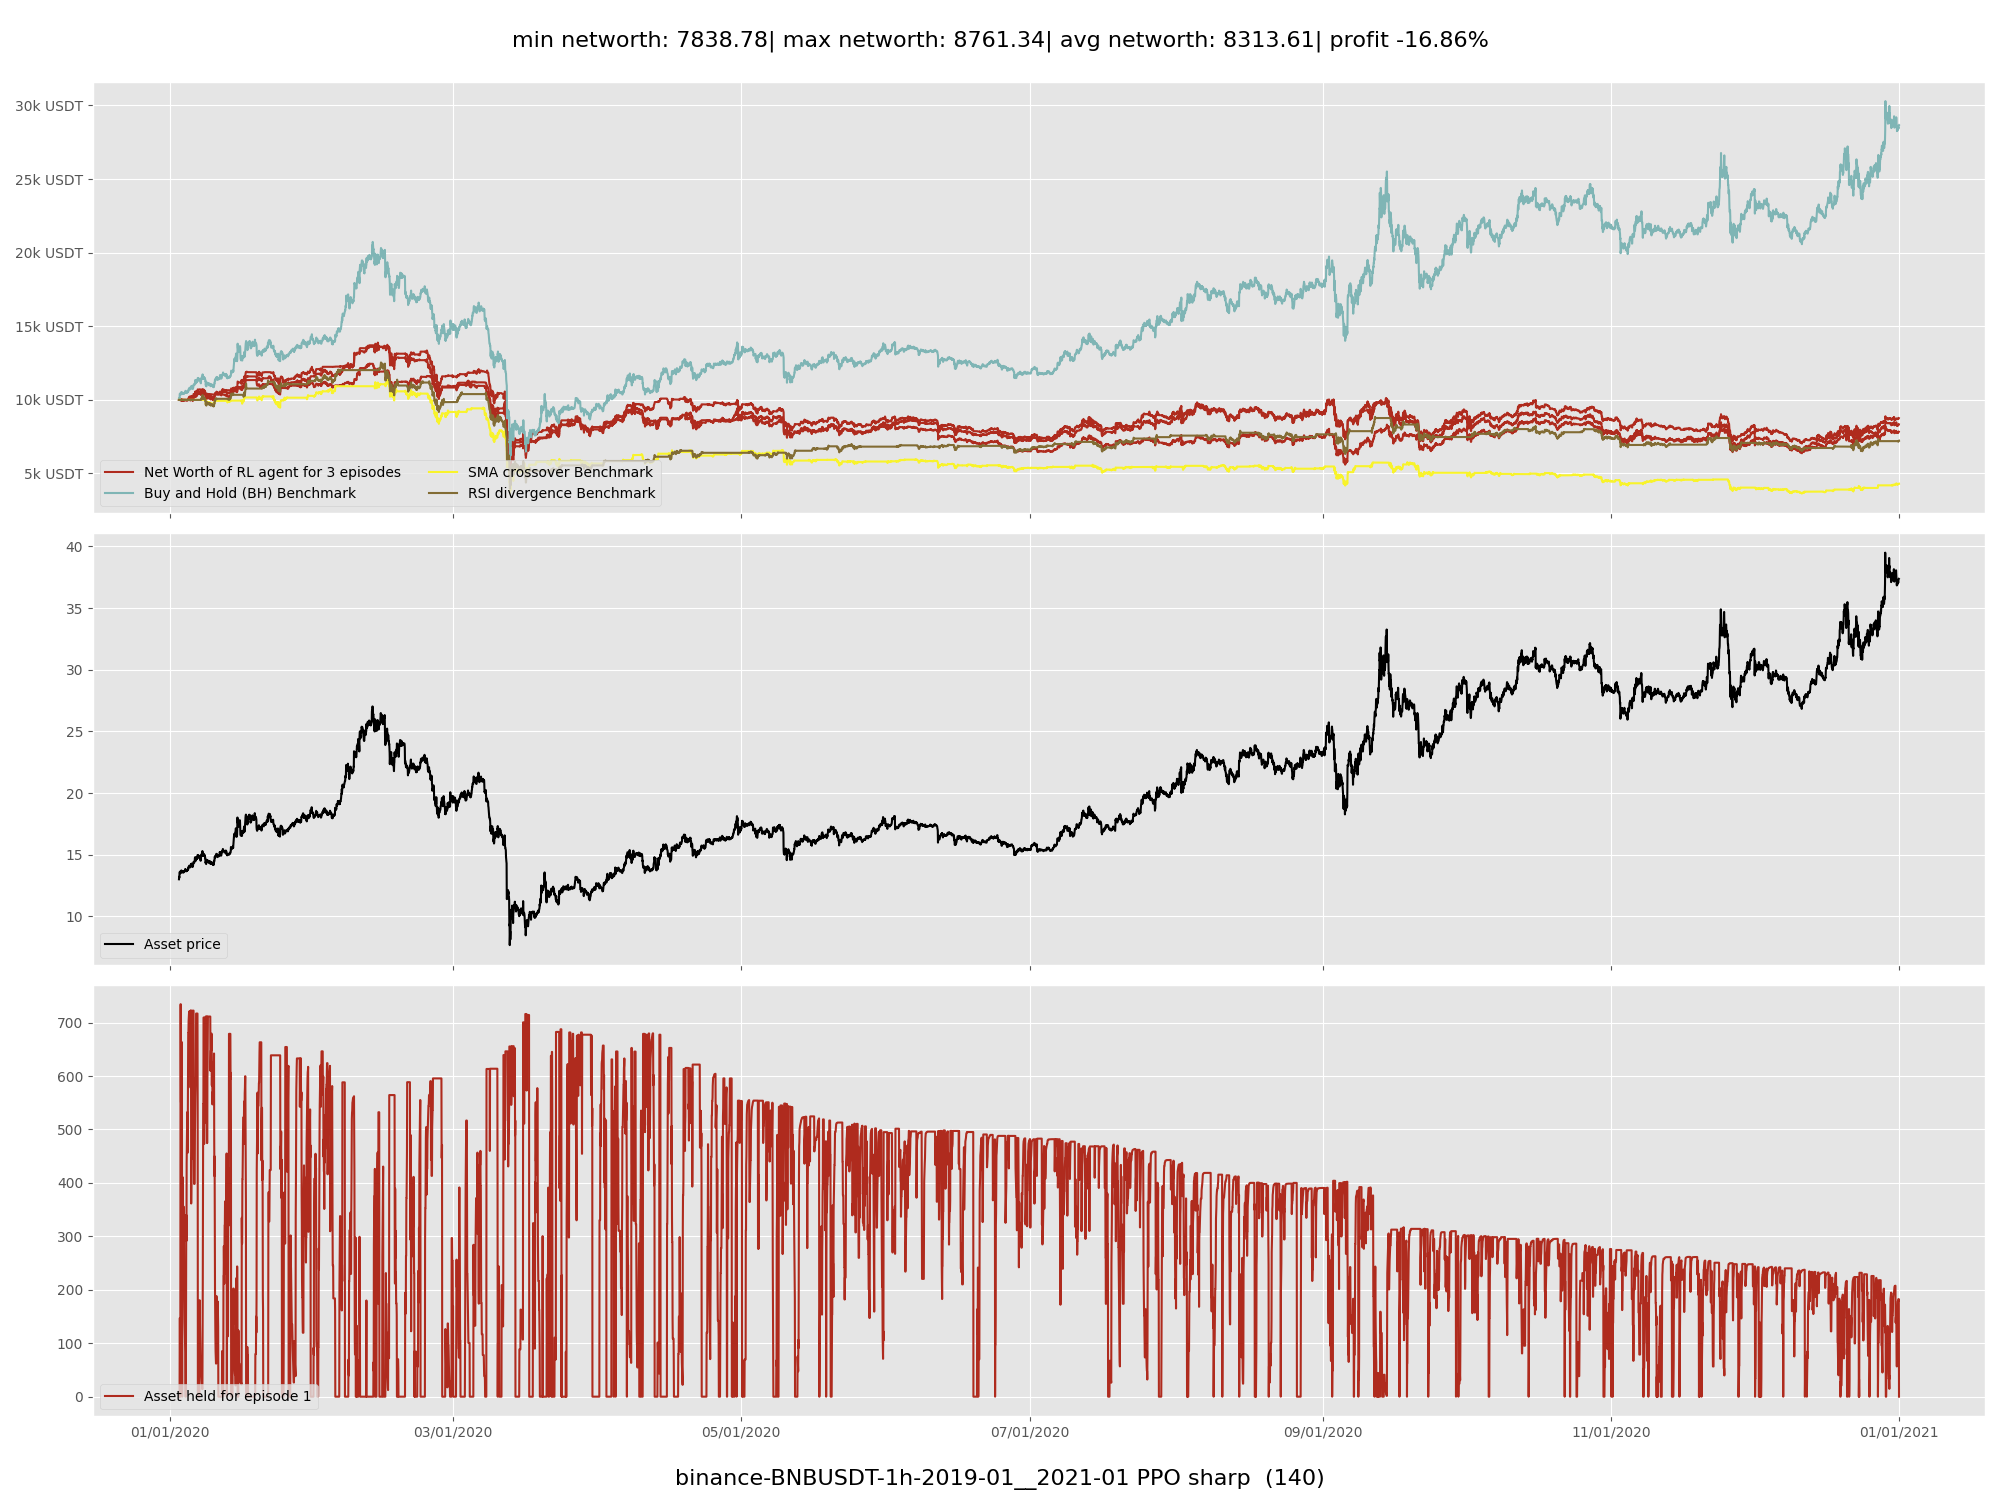 min networth: 7838.78| max networth: 8761.34| avg networth: 8313.61| profit -16.86%
30k USDT
25k USDT
20k USDT
15k USDT
10k USDT
5k USDT
Net Worth of RL agent for 3 episodes
Buy and Hold (BH) Benchmark
SMA crossover Benchmark
RSI divergence Benchmark
40
35
30
25
20
15
10
Asset price
700
600
500
400
300
200
100
0
Asset held for episode 1
01/01/2020 03/01/2020 05/01/2020 07/01/2020 09/01/2020 11/01/2020 01/01/2021
binance-BNBUSDT-1h-2019-01__2021-01 PPO sharp (140)